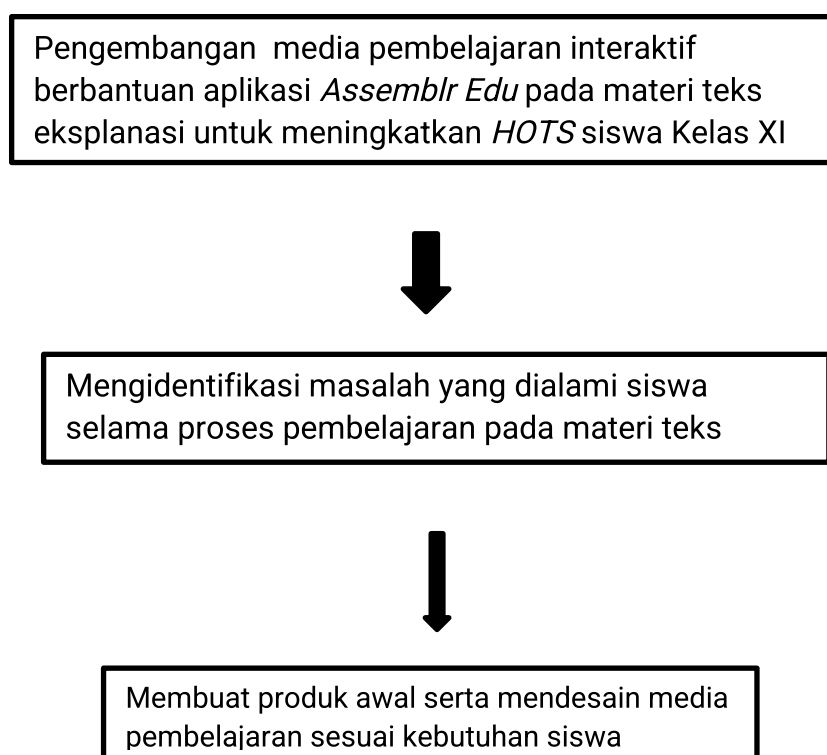 Pengembangan media pembelajaran interaktif
berbantuan aplikasi Assemblr Edu pada materi teks
eksplanasi untuk meningkatkan HOTS siswa Kelas XI
Mengidentifikasi masalah yang dialami siswa
selama proses pembelajaran pada materi teks
Membuat produk awal serta mendesain media
pembelajaran sesuai kebutuhan siswa